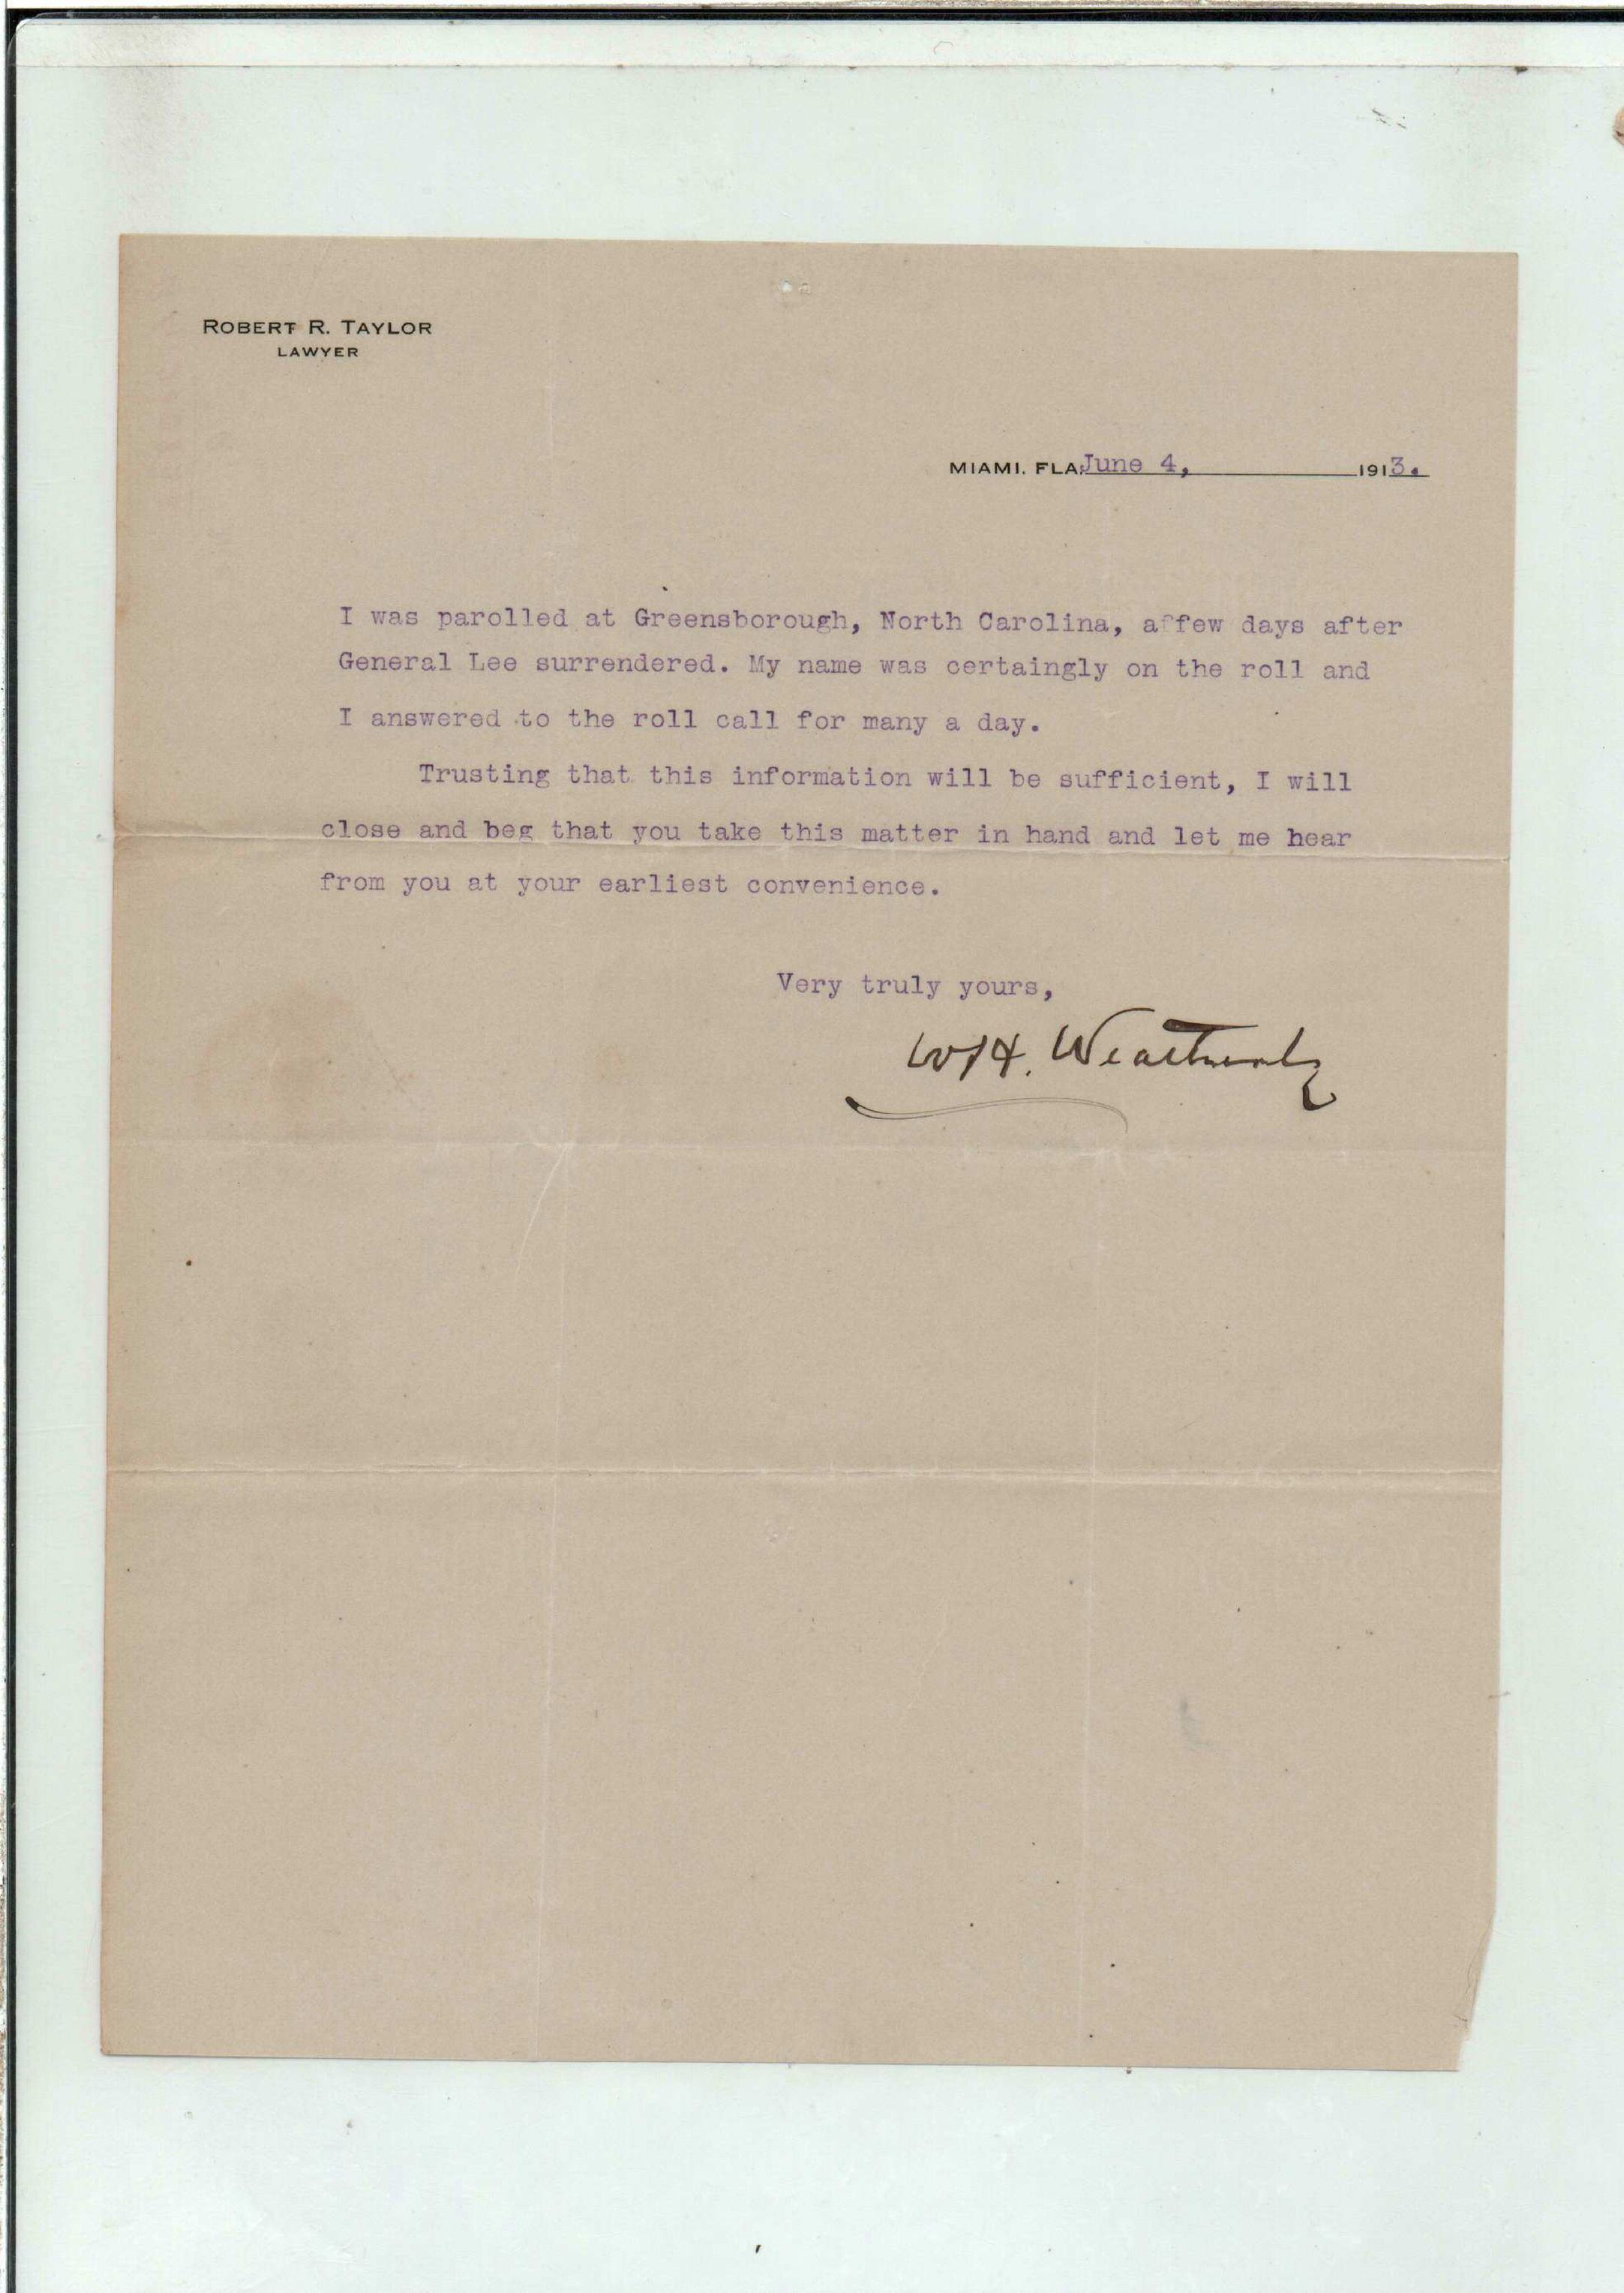 ROBERT R. TAYLOR
LAWYER
MIAMI. FLA. June 4, 1913.
I was parolled at Greensborough, North Carolina, affew days after
General Lee surrendered. My name was certaingly on the roll and
I answered to the roll call for many a day.
Trusting that this information will be sufficient, I will
close and beg that you take this matter in hand and let me hear
from you at your earliest convenience.
Very truly yours,
W H.